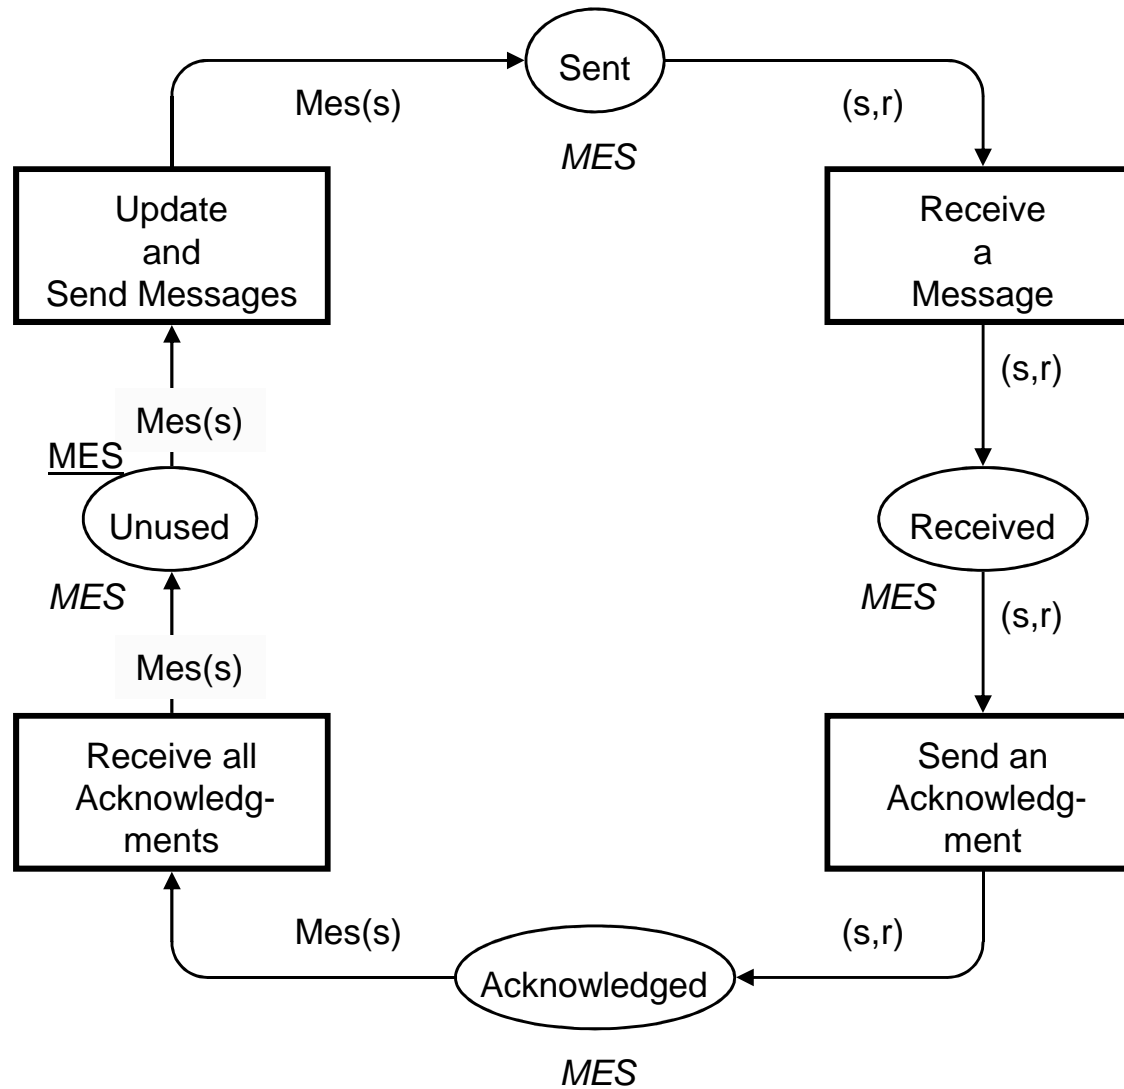 Sent
Mes(s)
(s,r)
MES
Update
and
Send Messages
Receive
a
Message
(s,r)
Mes(s)
MES
Unused
Received
MES
MES
(s,r)
Mes(s)
Receive all
Acknowledg-
ments
Send an
Acknowledg-
ment
Mes(s)
(s,r)
Acknowledged
MES